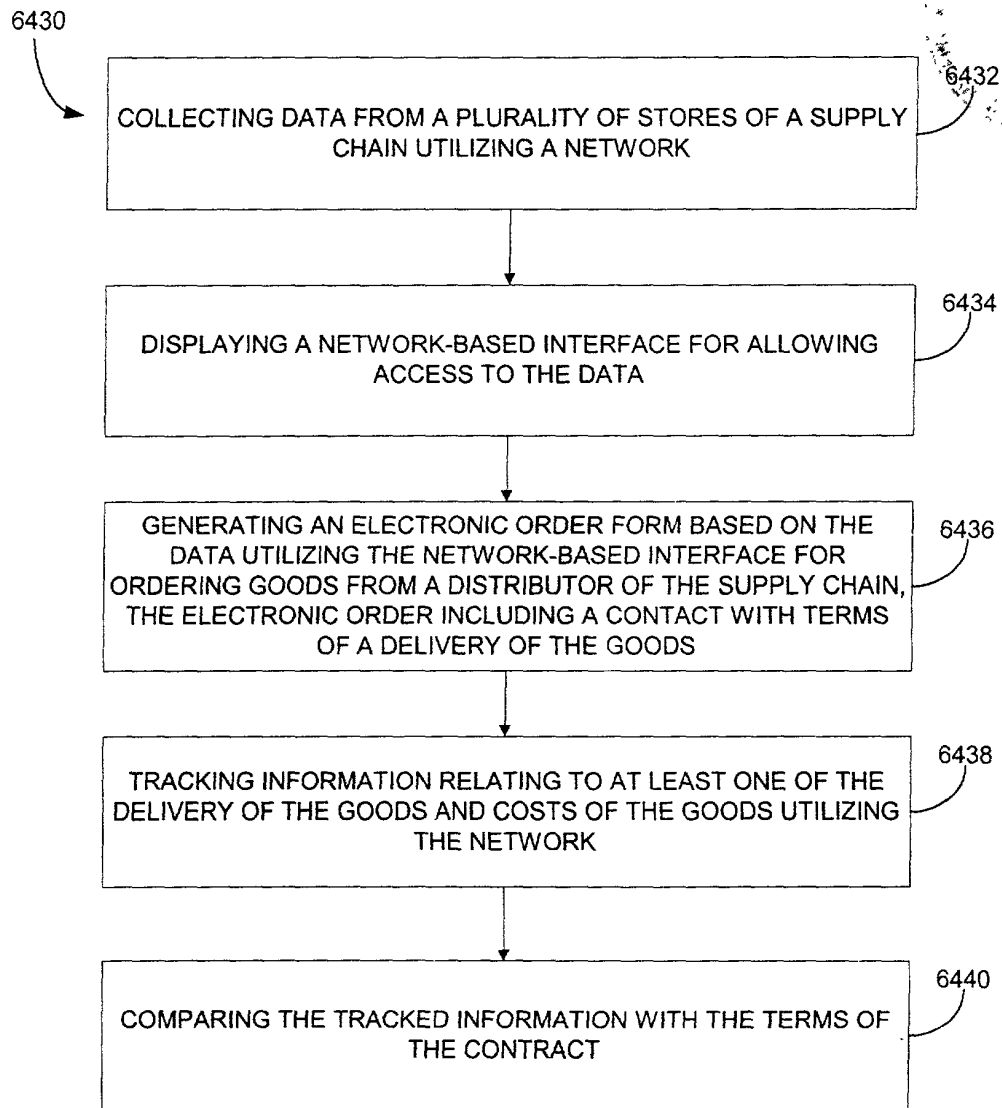 6430
6432
COLLECTING DATA FROM A PLURALITY OF STORES OF A SUPPLY
CHAIN UTILIZING A NETWORK
6434
DISPLAYING A NETWORK-BASED INTERFACE FOR ALLOWING
ACCESS TO THE DATA
6436
GENERATING AN ELECTRONIC ORDER FORM BASED ON THE
DATA UTILIZING THE NETWORK-BASED INTERFACE FOR
ORDERING GOODS FROM A DISTRIBUTOR OF THE SUPPLY CHAIN,
THE ELECTRONIC ORDER INCLUDING A CONTACT WITH TERMS
OF A DELIVERY OF THE GOODS
6438
TRACKING INFORMATION RELATING TO AT LEAST ONE OF THE
DELIVERY OF THE GOODS AND COSTS OF THE GOODS UTILIZING
THE NETWORK
6440
COMPARING THE TRACKED INFORMATION WITH THE TERMS OF
THE CONTRACT